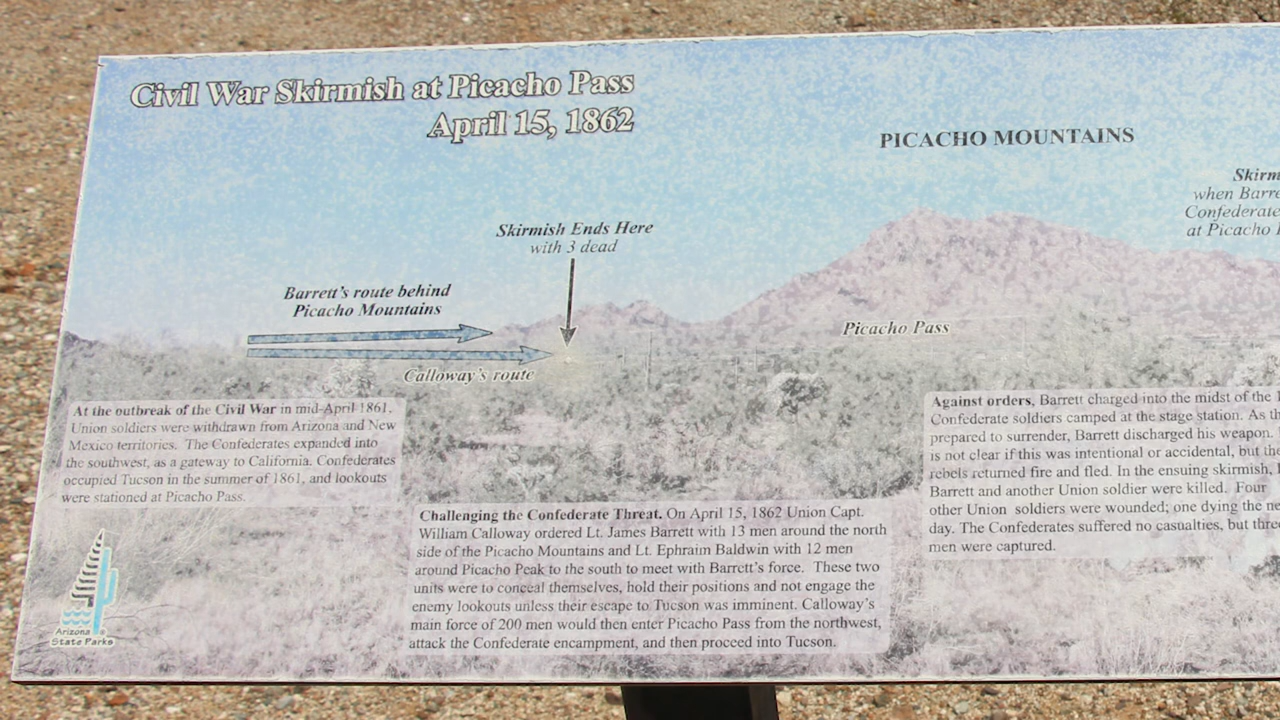 Civil War Skirmish at Picacho Pass
April 15, 1862
PICACHO MOUNTAINS
when
Confederate
at Picacho
Skirmish Ends Here
with 3 dead
Barrett's route behind
Picacho Mountains
Picacho Pass
Calloway's route
At the outbreak of the Civil War in mid-April 1861,
Union soldiers were withdrawn from Arizona and New
Mexico territories. The Confederates expanded into
the southwest, as a gateway to California. Confederates
occupied Tucson in the summer of 1861, and lookouts
were stationed at Picacho Pass.
Challenging the Confederate Threat. On April 15, 1862 Union Capt.
William Calloway ordered Lt. James Barrett with 13 men around the north
side of the Picacho Mountains and Lt. Ephraim Baldwin with 12 men
around Picacho Peak to the south to meet with Barrett's force. These two
units were to conceal themselves, hold their positions and not engage the
enemy lookouts unless their escape to Tucson was imminent. Calloway's
main force of 200 men would then enter Picacho Pass from the northwest,
attack the Confederate encampment, and then proceed into Tucson.
Against orders, Barrett charged into the midst of the
Confederate soldiers camped at the stage station. As
prepared to surrender, Barrett discharged his weapon.
is not clear if this was intentional or accidental, but the
rebels returned fire and fled. In the ensuing skirmish,
Barrett and another Union soldier were killed. Four
other Union soldiers were wounded; one dying the
day. The Confederates suffered no casualties, but
men were captured.
Arizona
State Parks